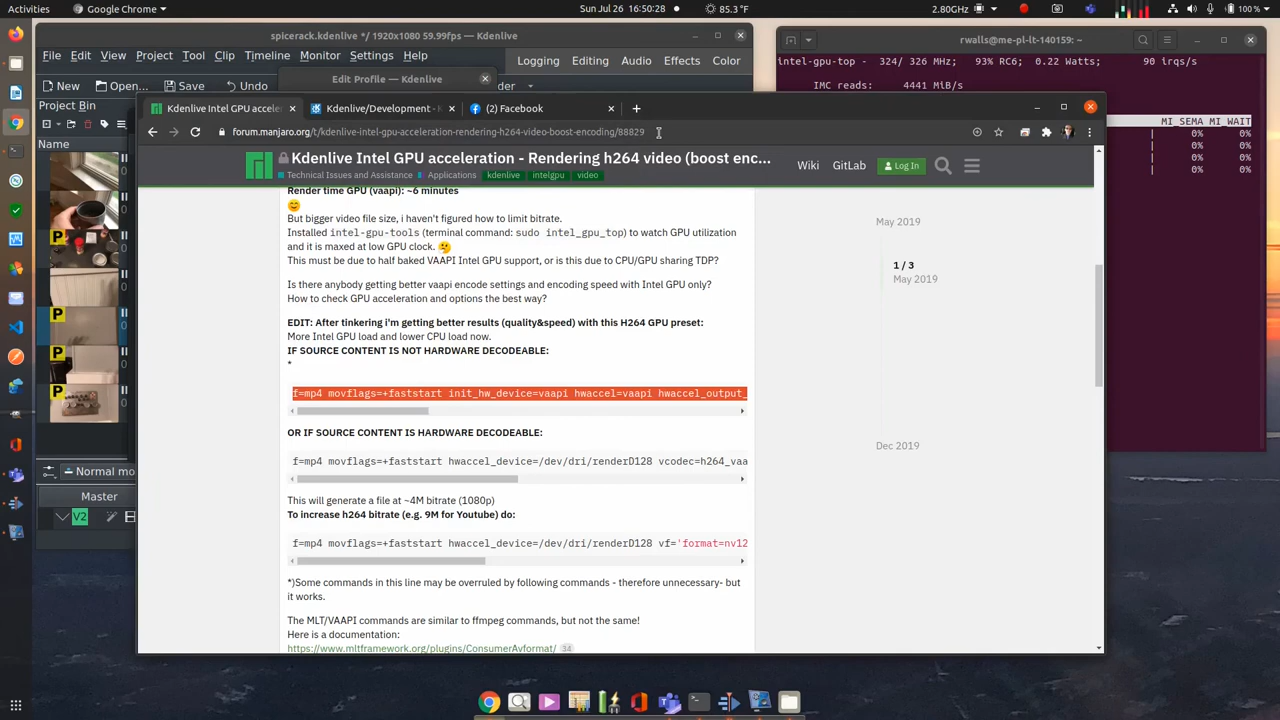 Activities
Google Chrome
Sun Jul 26 16:50:28
85.3°F
2.80GHz
100 %
spicerack.kdenlive */ 1920x1080 59.99fps — Kdenlive
rwalls@me-pl-lt-140159: ~
File Edit View Project Tool Clip Timeline Monitor Settings
Logging Editing Audio Effects Color
intel-gpu-top - 324/ 326 MHz; 93% RC6; 0.22 Watts; 90 irqs/s
Edit Profile — Kdenlive
New Open... Save Undo
IMC reads: 4441 MiB/s
Project Bin
Kdenlive Intel GPU acceler
Kdenlive/Development - K
(2) Facebook
MI_SEMA MI_WAIT
| 0% 0%
| 0% 0%
| 0% 0%
| 0% 0%
forum.manjaro.org/t/kdenlive-intel-gpu-acceleration-rendering-h264-video-boost-encoding/88829
Name
Kdenlive Intel GPU acceleration - Rendering h264 video (boost enc...
Technical Issues and Assistance kdenlive intelgpu video
Wiki GitLab Log In
Render time GPU (vaapi): ~6 minutes
But bigger video file size, i haven't figured how to limit bitrate.
Installed intel-gpu-tools (terminal command: sudo intel_gpu_top) to watch GPU utilization
and it is maxed at low GPU clock.
This must be due to half baked VAAPI Intel GPU support, or is this due to CPU/GPU sharing TDP?
Is there anybody getting better vaapi encode settings and encoding speed with Intel GPU only?
How to check GPU acceleration and options the best way?
EDIT: After tinkering i'm getting better results (quality&speed) with this H264 GPU preset:
More Intel GPU load and lower CPU load now.
IF SOURCE CONTENT IS NOT HARDWARE DECODEABLE:
*
f=mp4 movflags=+faststart init_hw_device=vaapi hwaccel=vaapi hwaccel_output_
OR IF SOURCE CONTENT IS HARDWARE DECODEABLE:
f=mp4 movflags=+faststart hwaccel_device=/dev/dri/renderD128 vcodec=h264_vaa
This will generate a file at ~4M bitrate (1080p)
To increase h264 bitrate (e.g. 9M for Youtube) do:
f=mp4 movflags=+faststart hwaccel_device=/dev/dri/renderD128 vf='format=nv12
*)Some commands in this line may be overruled by following commands - therefore unnecessary- but
it works.
The MLT/VAAPI commands are similar to ffmpeg commands, but not the same!
Here is a documentation:
https://www.mltframework.org/plugins/ConsumerAvformat/ 34
May 2019
1 / 3
May 2019
Dec 2019
P
P
P
P
P
Normal mo
Master
V2